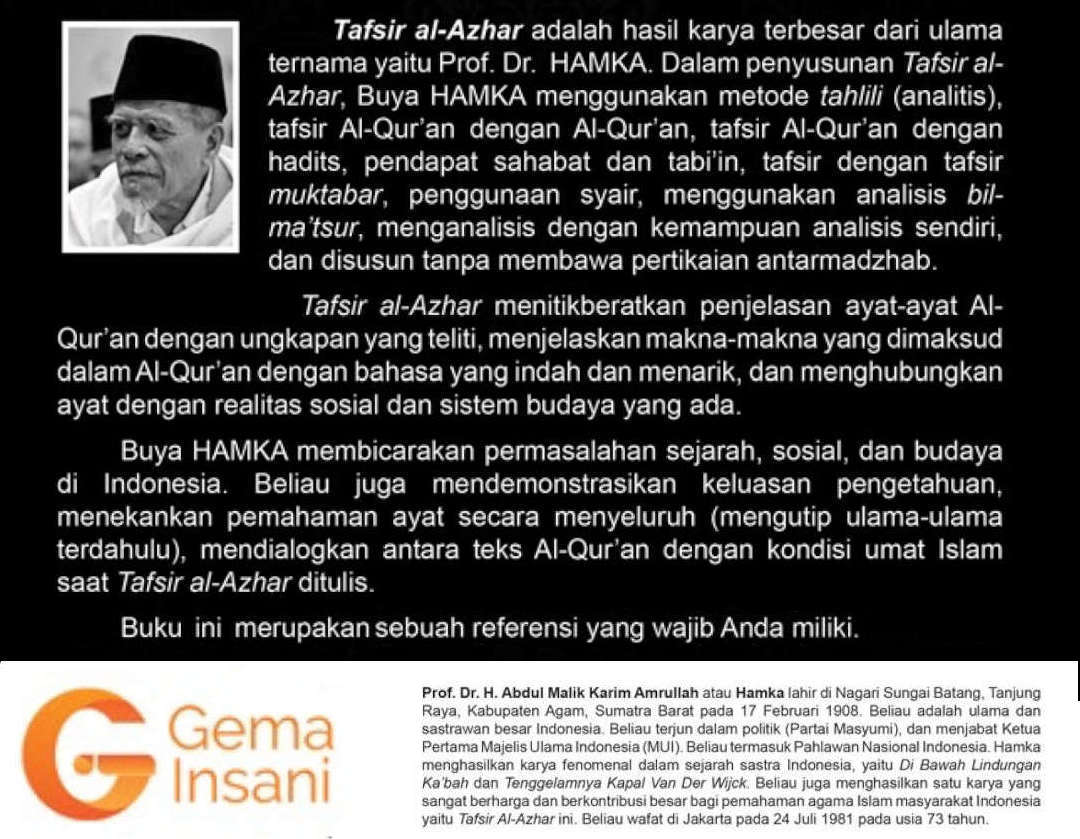 Tafsir al-Azhar adalah hasil karya terbesar dari ulama
ternama yaitu Prof. Dr. HAMKA. Dalam penyusunan Tafsir al-
Azhar, Buya HAMKA menggunakan metode tahlili (analitis),
tafsir Al-Qur'an dengan Al-Qur'an, tafsir Al-Qur'an dengan
hadits, pendapat sahabat dan tabi'in, tafsir dengan tafsir
muktabar, penggunaan syair, menggunakan analisis bil-
ma'tsur, menganalisis dengan kemampuan analisis sendiri,
dan disusun tanpa membawa pertikaian antarmadzhab.
Tafsir al-Azhar menitikberatkan penjelasan ayat-ayat Al-
Qur'an dengan ungkapan yang teliti, menjelaskan makna-makna yang dimaksud
dalam Al-Qur'an dengan bahasa yang indah dan menarik, dan menghubungkan
ayat dengan realitas sosial dan sistem budaya yang ada.
Buya HAMKA membicarakan permasalahan sejarah, sosial, dan budaya
di Indonesia. Beliau juga mendemonstrasikan keluasan pengetahuan,
menekankan pemahaman ayat secara menyeluruh (mengutip ulama-ulama
terdahulu), mendialogkan antara teks Al-Qur'an dengan kondisi umat Islam
saat Tafsir al-Azhar ditulis.
Buku ini merupakan sebuah referensi yang wajib Anda miliki.
Gema
Insani
Prof. Dr. H. Abdul Malik Karim Amrullah atau Hamka lahir di Nagari Sungai Batang, Tanjung
Raya, Kabupaten Agam, Sumatra Barat pada 17 Februari 1908. Beliau adalah ulama dan
sastrawan besar Indonesia. Beliau terjun dalam politik (Partai Masyumi), dan menjabat Ketua
Pertama Majelis Ulama Indonesia (MUI). Beliau termasuk Pahlawan Nasional Indonesia. Hamka
menghasilkan karya fenomenal dalam sejarah sastra Indonesia, yaitu Di Bawah Lindungan
Ka'bah dan Tenggelamnya Kapal Van Der Wijck. Beliau juga menghasilkan satu karya yang
sangat berharga dan berkontribusi besar bagi pemahaman agama Islam masyarakat Indonesia
yaitu Tafsir Al-Azhar ini. Beliau wafat di Jakarta pada 24 Juli 1981 pada usia 73 tahun.